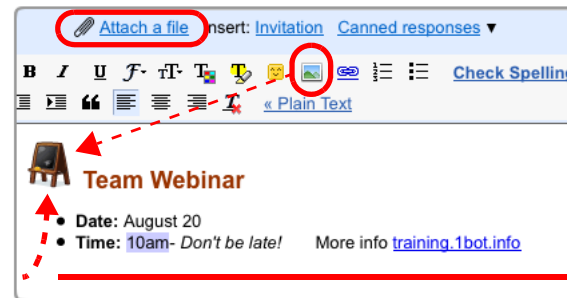 Attach a file Insert: Invitation Canned responses ▼
B I U F T T T Check Spelling
“ T « Plain Text
Team Webinar
• Date: August 20
• Time: 10am- Don't be late! More info training.1bot.info